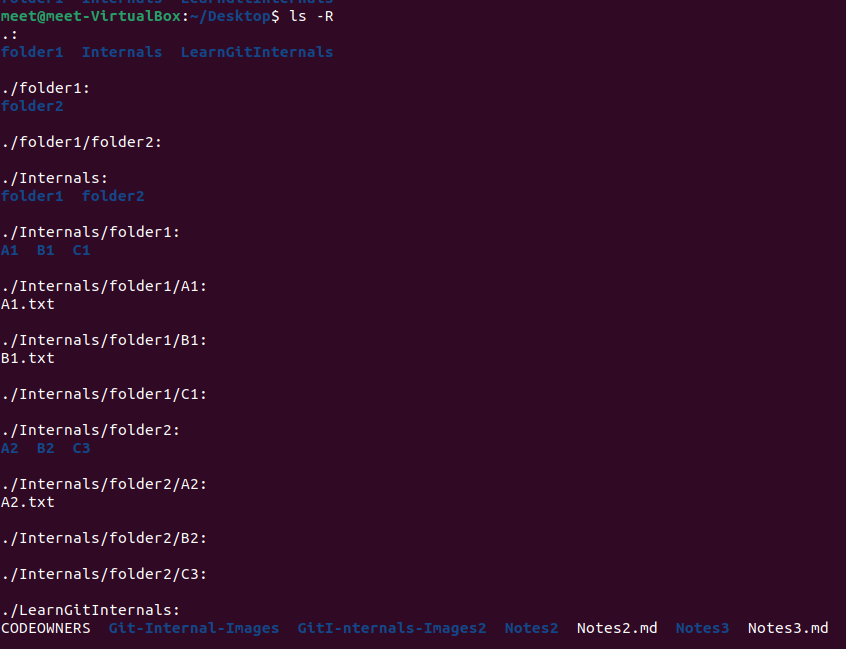 folder1  Internals  LearnGitInternals
meet@meet-VirtualBox:~/Desktop$ ls -R
.:
folder1  Internals  LearnGitInternals
./folder1:
folder2
./folder1/folder2:
./Internals:
folder1  folder2
./Internals/folder1:
A1  B1  C1
./Internals/folder1/A1:
A1.txt
./Internals/folder1/B1:
B1.txt
./Internals/folder1/C1:
./Internals/folder2:
A2  B2  C3
./Internals/folder2/A2:
A2.txt
./Internals/folder2/B2:
./Internals/folder2/C3:
./LearnGitInternals:
CODEOWNERS  Git-Internal-Images  GitI-nternals-Images2  Notes2  Notes2.md  Notes3  Notes3.md